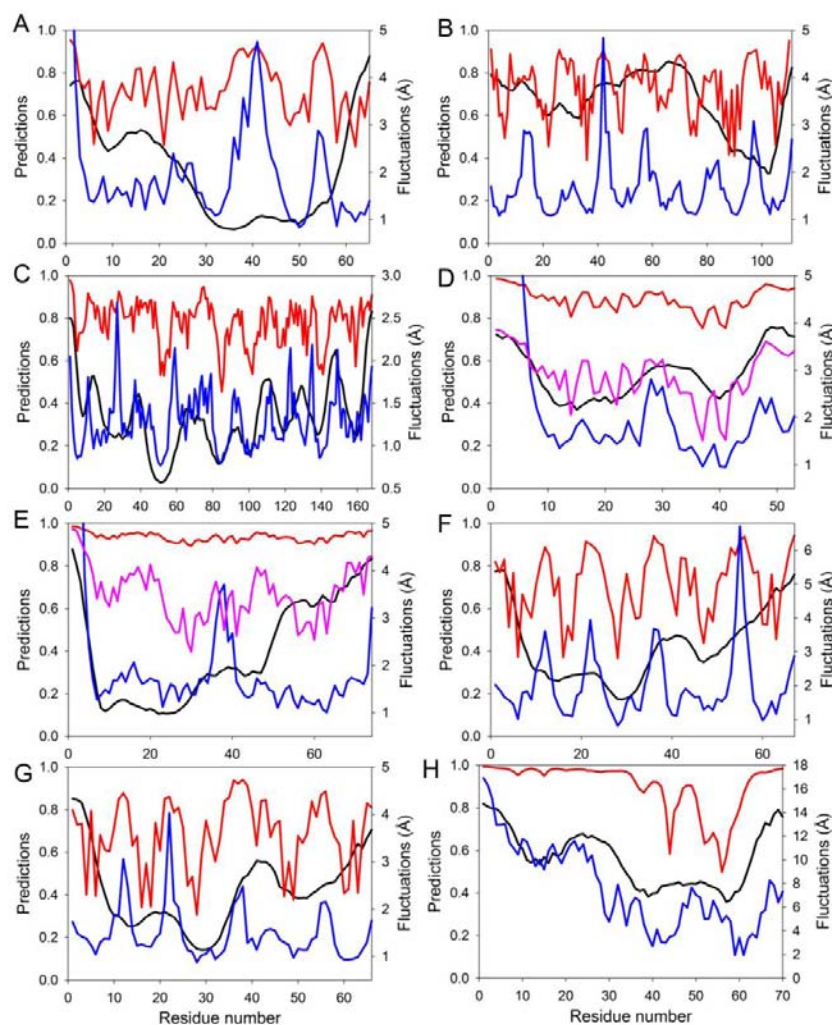 A
B
1.0 5 1.0 5
0.8 4 0.8 4
0.6 3 0.6 3
0.4 2 0.4 2
0.2 1 0.2 1
0.0 0.0
Predictions Fluctuations (Å) Predictions Fluctuations (Å)
0 10 20 30 40 50 60 0 20 40 60 80 100
C
D
1.0 3.0 1.0 5
0.8 2.5 0.8 4
0.6 2.0 0.6 3
0.4 1.5 0.4 2
0.2 1.0 0.2 1
0.0 0.5 0.0
Predictions Fluctuations (Å) Predictions Fluctuations (Å)
0 20 40 60 80 100 120 140 160 0 10 20 30 40 50
E
F
1.0 5 1.0
0.8 4 0.8 6
0.6 3 0.6 5
0.4 2 0.4 4
0.2 1 0.2 3
0.0 0.0 2
1
Predictions Fluctuations (Å) Predictions Fluctuations (Å)
0 20 40 60 0 20 40 60
G
H
1.0 5 1.0 18
0.8 4 0.8 16
0.6 3 0.6 14
0.4 2 0.4 12
0.2 1 0.2 10
0.0 0.0 8
6
4
2
0
Predictions Fluctuations (Å) Predictions Fluctuations (Å)
0 10 20 30 40 50 60 0 10 20 30 40 50 60 70
Residue number Residue number